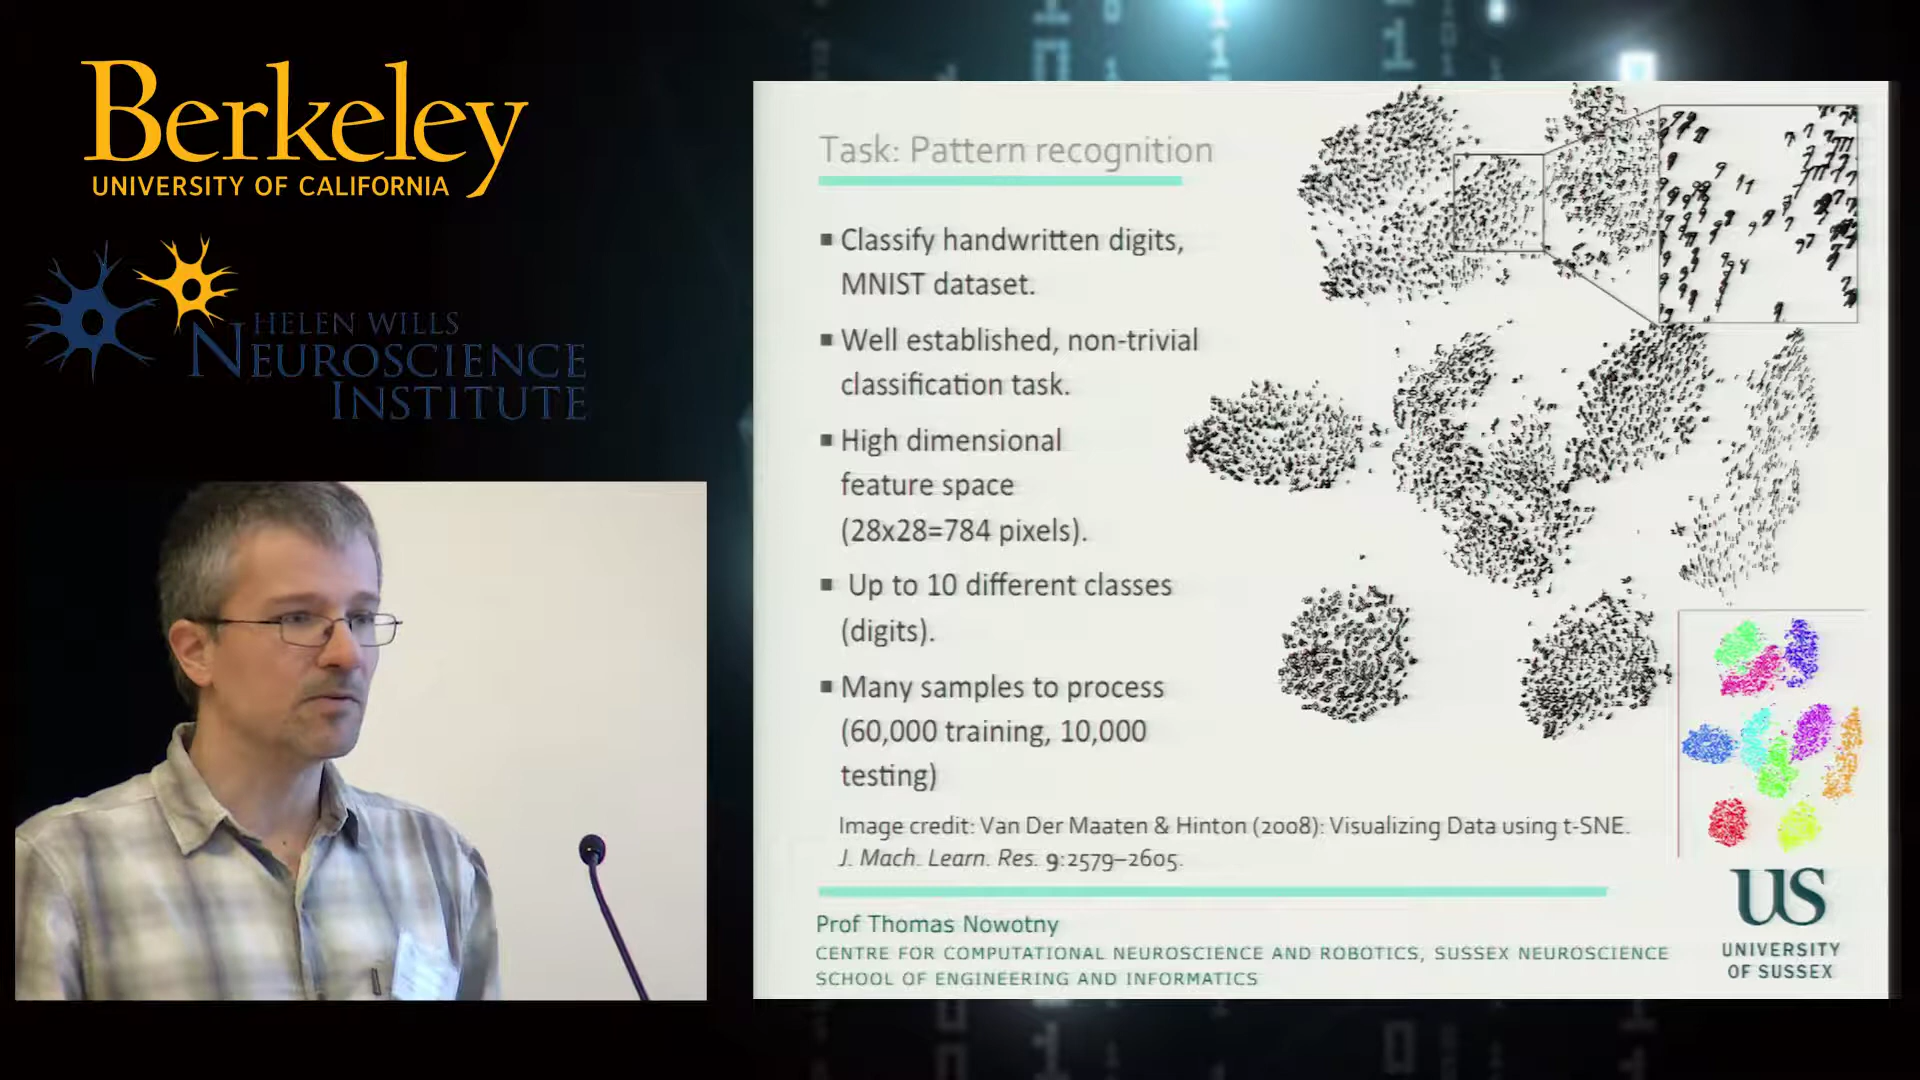 Berkeley
UNIVERSITY OF CALIFORNIA
HELEN WILLS
NEUROSCIENCE
INSTITUTE
Task: Pattern recognition
▪ Classify handwritten digits,
MNIST dataset.
▪ Well established, non-trivial
classification task.
▪ High dimensional
feature space
(28x28=784 pixels).
▪ Up to 10 different classes
(digits).
▪ Many samples to process
(60,000 training, 10,000
testing)
Image credit: Van Der Maaten & Hinton (2008): Visualizing Data using t-SNE.
J. Mach. Learn. Res. 9:2579–2605.
Prof Thomas Nowotny
CENTRE FOR COMPUTATIONAL NEUROSCIENCE AND ROBOTICS, SUSSEX NEUROSCIENCE
SCHOOL OF ENGINEERING AND INFORMATICS
US
UNIVERSITY
OF SUSSEX